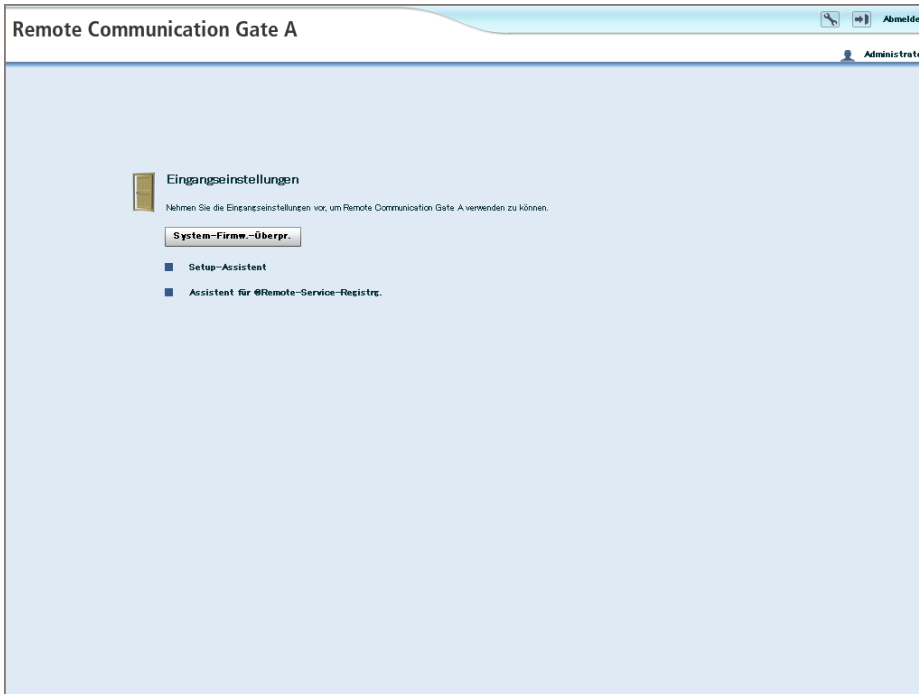 Remote Communication Gate A
Abmelde
Administrato
Eingangseinstellungen
Nehmen Sie die Eingangseinstellungen vor, um Remote Communication Gate A verwenden zu können.
System-Firmw.-Überpr.
Setup-Assistent
Assistent für @Remote-Service-Registrg.